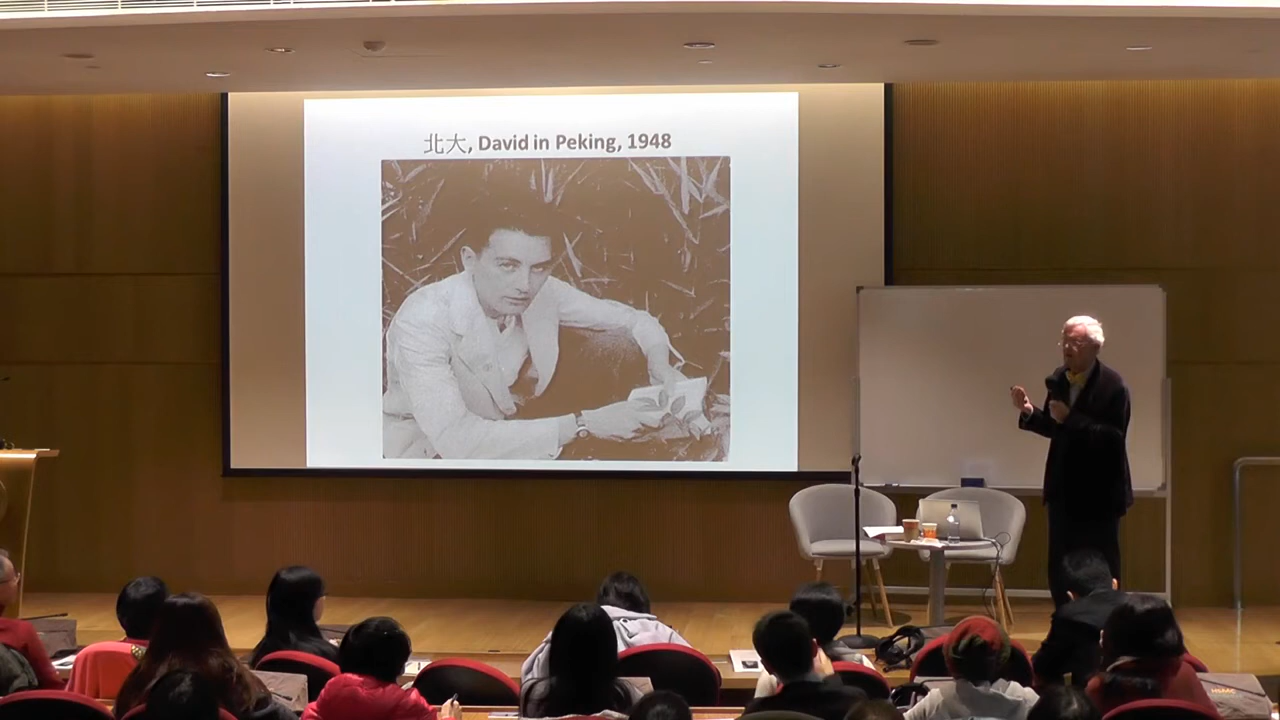 北大, David in Peking, 1948